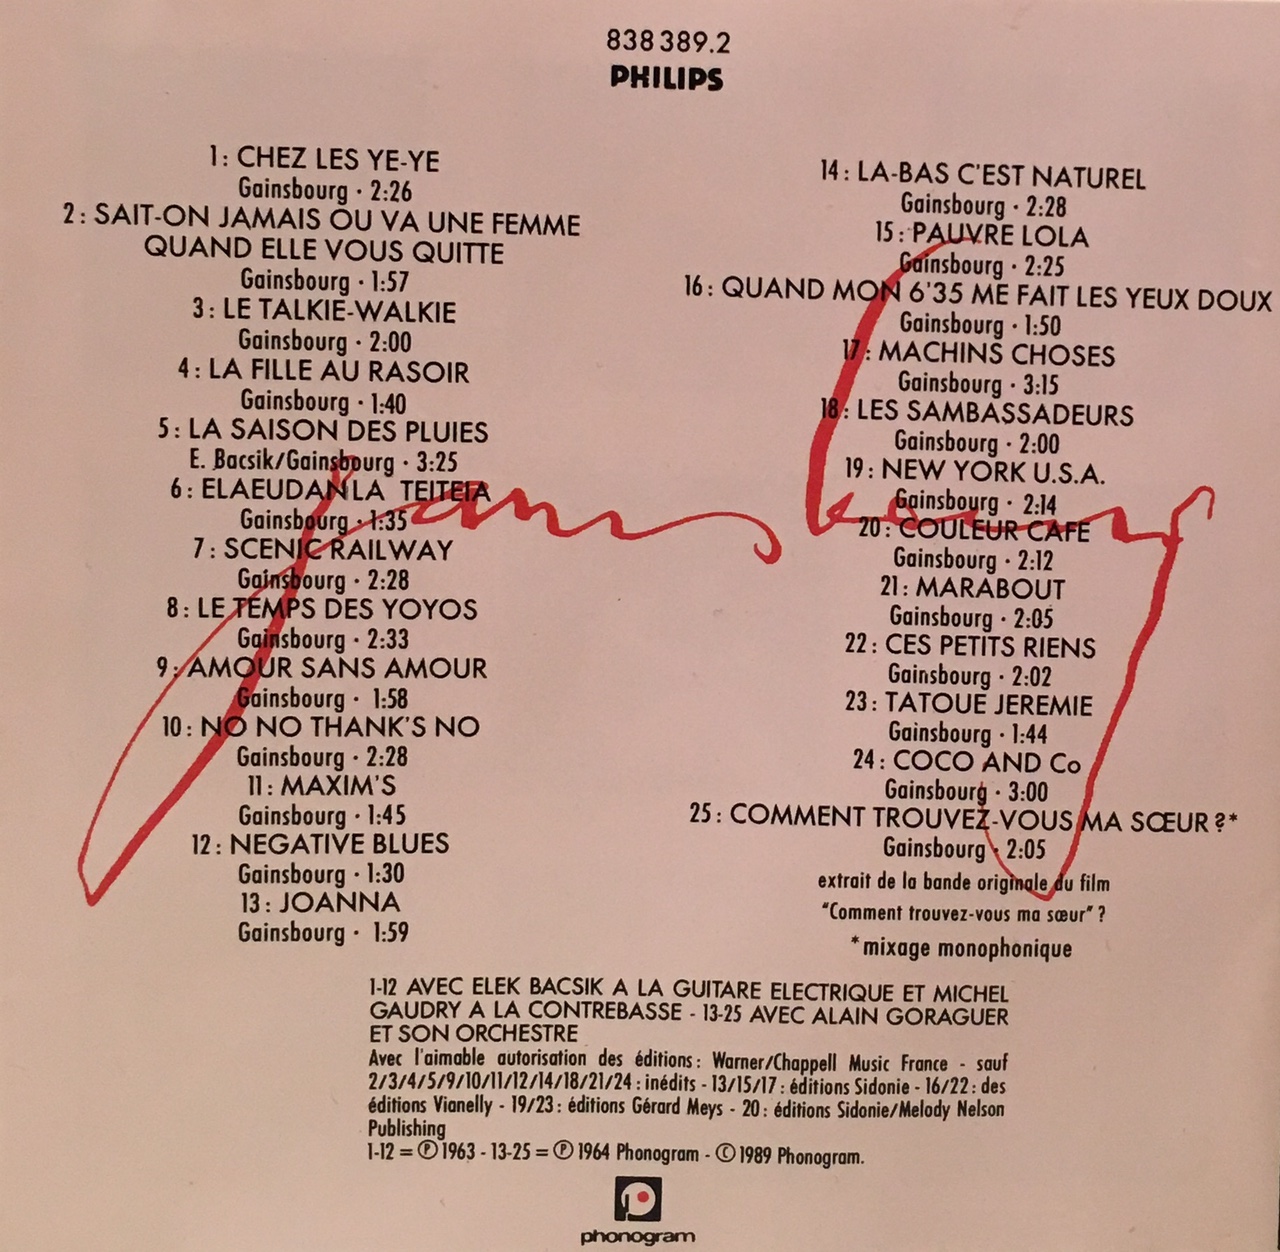 838 389.2
PHILIPS
1: CHEZ LES YE-YE
Gainsbourg · 2:26
2: SAIT-ON JAMAIS OU VA UNE FEMME
QUAND ELLE VOUS QUITTE
Gainsbourg · 1:57
3: LE TALKIE-WALKIE
Gainsbourg · 2:00
4: LA FILLE AU RASOIR
Gainsbourg · 1:40
5: LA SAISON DES PLUIES
E. Bacsik/Gainsbourg · 3:25
6: ELAEUDANLA TEITEIA
Gainsbourg · 1:35
7: SCENIC RAILWAY
Gainsbourg · 2:28
8: LE TEMPS DES YOYOS
Gainsbourg · 2:33
9: AMOUR SANS AMOUR
Gainsbourg · 1:58
10: NO NO THANK'S NO
Gainsbourg · 2:28
11: MAXIM'S
Gainsbourg · 1:45
12: NEGATIVE BLUES
Gainsbourg · 1:30
13: JOANNA
Gainsbourg · 1:59
14: LA-BAS C'EST NATUREL
Gainsbourg · 2:28
15: PAUVRE LOLA
Gainsbourg · 2:25
16: QUAND MON 6'35 ME FAIT LES YEUX DOUX
Gainsbourg · 1:50
17: MACHINS CHOSES
Gainsbourg · 3:15
18: LES SAMBASSADEURS
Gainsbourg · 2:00
19: NEW YORK U.S.A.
Gainsbourg · 2:14
20: COULEUR CAFE
Gainsbourg · 2:12
21: MARABOUT
Gainsbourg · 2:05
22: CES PETITS RIENS
Gainsbourg · 2:02
23: TATOUE JEREMIE
Gainsbourg · 1:44
24: COCO AND Co
Gainsbourg · 3:00
25: COMMENT TROUVEZ-VOUS MA SŒUR ?*
Gainsbourg · 2:05
extrait de la bande originale du film
"Comment trouvez-vous ma sœur" ?
*mixage monophonique
Gainsbourg
1-12 AVEC ELEK BACSIK A LA GUITARE ELECTRIQUE ET MICHEL
GAUDRY A LA CONTREBASSE - 13-25 AVEC ALAIN GORAGUER
ET SON ORCHESTRE
Avec l'aimable autorisation des éditions : Warner/Chappell Music France - sauf
2/3/4/5/9/10/11/12/14/18/21/24 : inédits - 13/15/17 : éditions Sidonie - 16/22 : des
éditions Vianelly - 19/23 : éditions Gérard Meys - 20 : éditions Sidonie/Melody Nelson
Publishing
1-12 = Ⓟ 1963 - 13-25 = Ⓟ 1964 Phonogram - © 1989 Phonogram.
phonogram